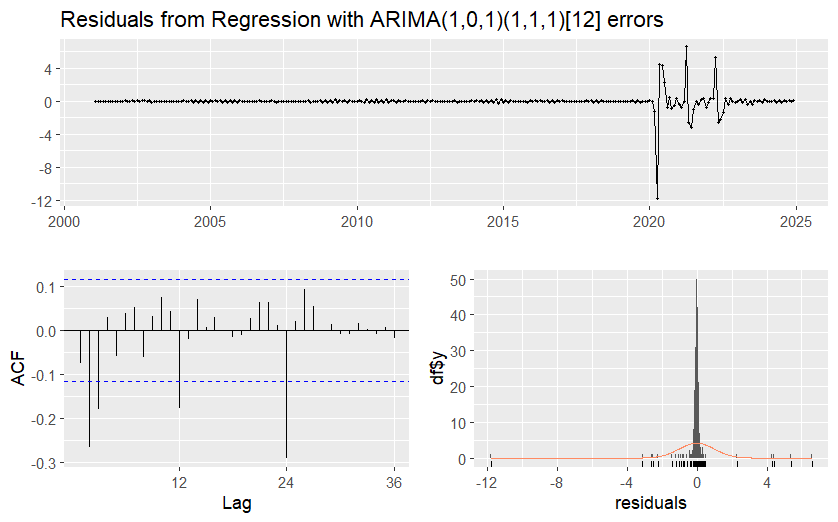 Residuals from Regression with ARIMA(1,0,1)(1,1,1)[12] errors
4
0
-4
-8
-12
2000 2005 2010 2015 2020 2025
0.1
0.0
-0.1
-0.2
-0.3
ACF
12 24 36
Lag
50
40
30
20
10
0
df$y
-12 -8 -4 0 4
residuals